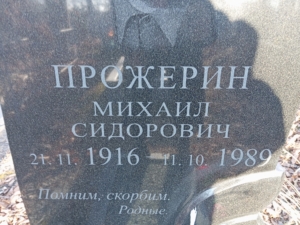 ПРОЖЕРИН
МИХАИЛ
СИДОРОВИЧ
21. 11. 1916 - 11. 10. 1989
Помним, скорбим.
Родные.